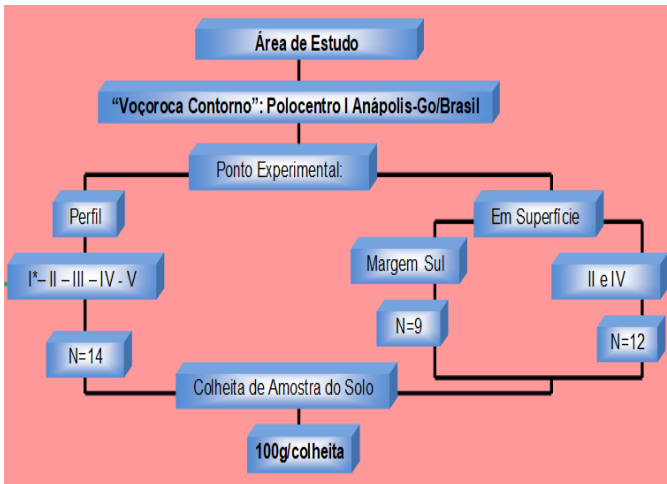 Área de Estudo
“Voçoroca Contorno”: Polocentro I Anápolis-Go/Brasil
Ponto Experimental:
Perfil
Em Superfície
Margem Sul
I*– II – III – IV - V
II e IV
N=9
N=14
N=12
Colheita de Amostra do Solo
100g/colheita